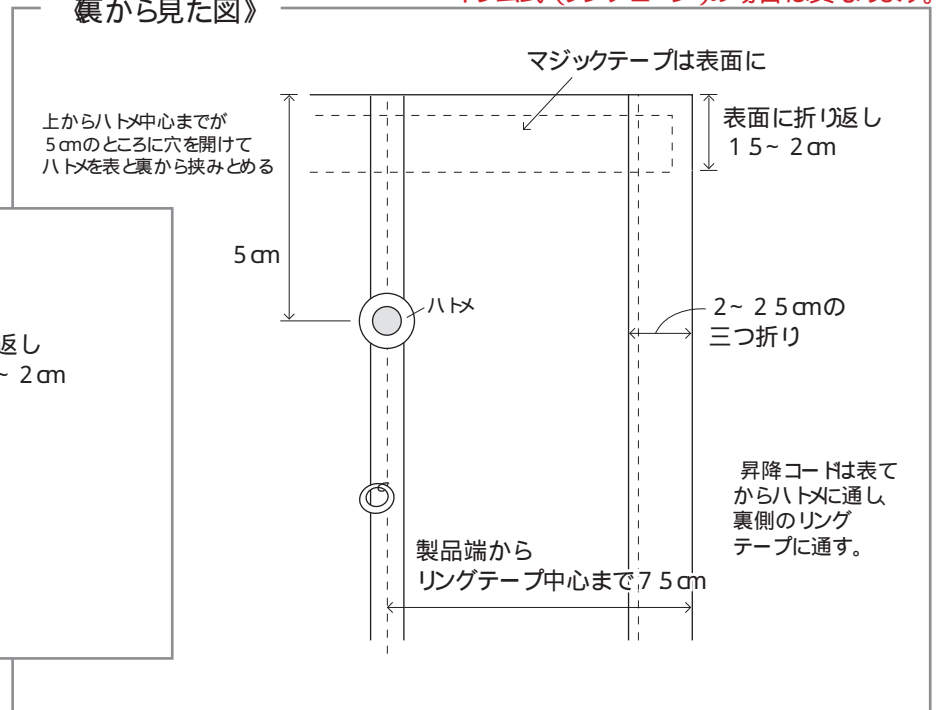 《裏から見た図》
マジックテープは表面に
上からハトメ中心までが
5cmのところに穴を開けて
ハトメを表と裏から挟みとめる
表面に折り返し
15~2cm
5cm
ハトメ
2~25cmの
三つ折り
返し
~2cm
昇降コードは表て
からハトメに通し、
裏側のリング
テープに通す。
製品端から
リングテープ中心まで75cm